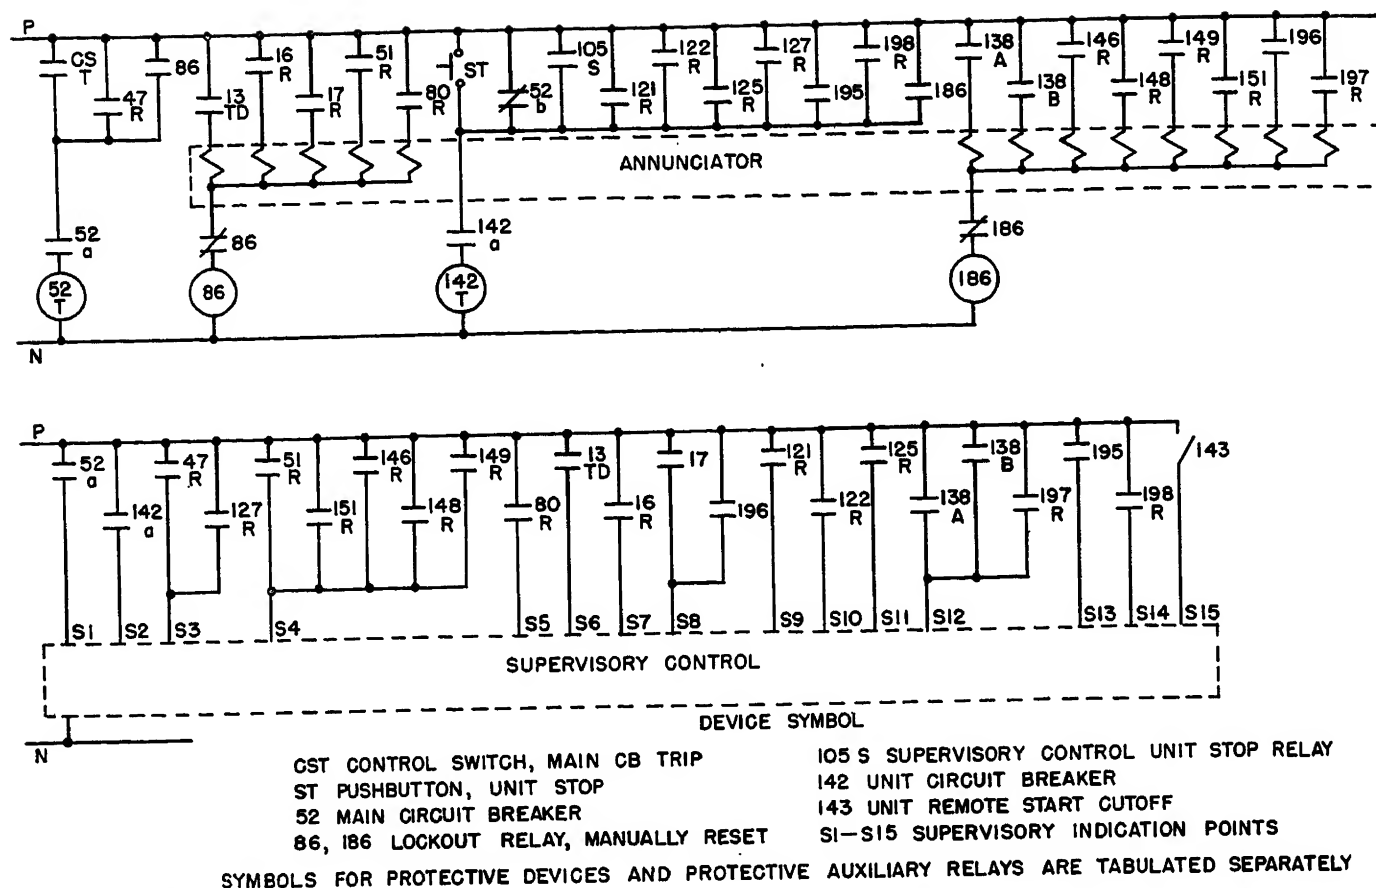 P
CS T 86 16 R 51 R ST 105 S 122 R 127 R 198 R 138 A 146 R 149 R 196
47 R 13 TD 17 R 80 R 52 b 121 R 125 R 195 186 138 B 148 R 151 R 197 R
ANNUNCIATOR
52 a 86 142 a 186
52 T 86 142 T 186
N
P
52 a 47 R 51 R 146 R 149 R 13 TD 17 121 R 125 R 138 B 195 143
142 a 127 R 151 R 148 R 80 R 16 R 196 122 R 138 A 197 R 198 R
S1 S2 S3 S4 S5 S6 S7 S8 S9 S10 S11 S12 S13 S14 S15
SUPERVISORY CONTROL
N
DEVICE SYMBOL
CST CONTROL SWITCH, MAIN CB TRIP
ST PUSHBUTTON, UNIT STOP
52 MAIN CIRCUIT BREAKER
86, 186 LOCKOUT RELAY, MANUALLY RESET
105 S SUPERVISORY CONTROL UNIT STOP RELAY
142 UNIT CIRCUIT BREAKER
143 UNIT REMOTE START CUTOFF
S1-S15 SUPERVISORY INDICATION POINTS
SYMBOLS FOR PROTECTIVE DEVICES AND PROTECTIVE AUXILIARY RELAYS ARE TABULATED SEPARATELY